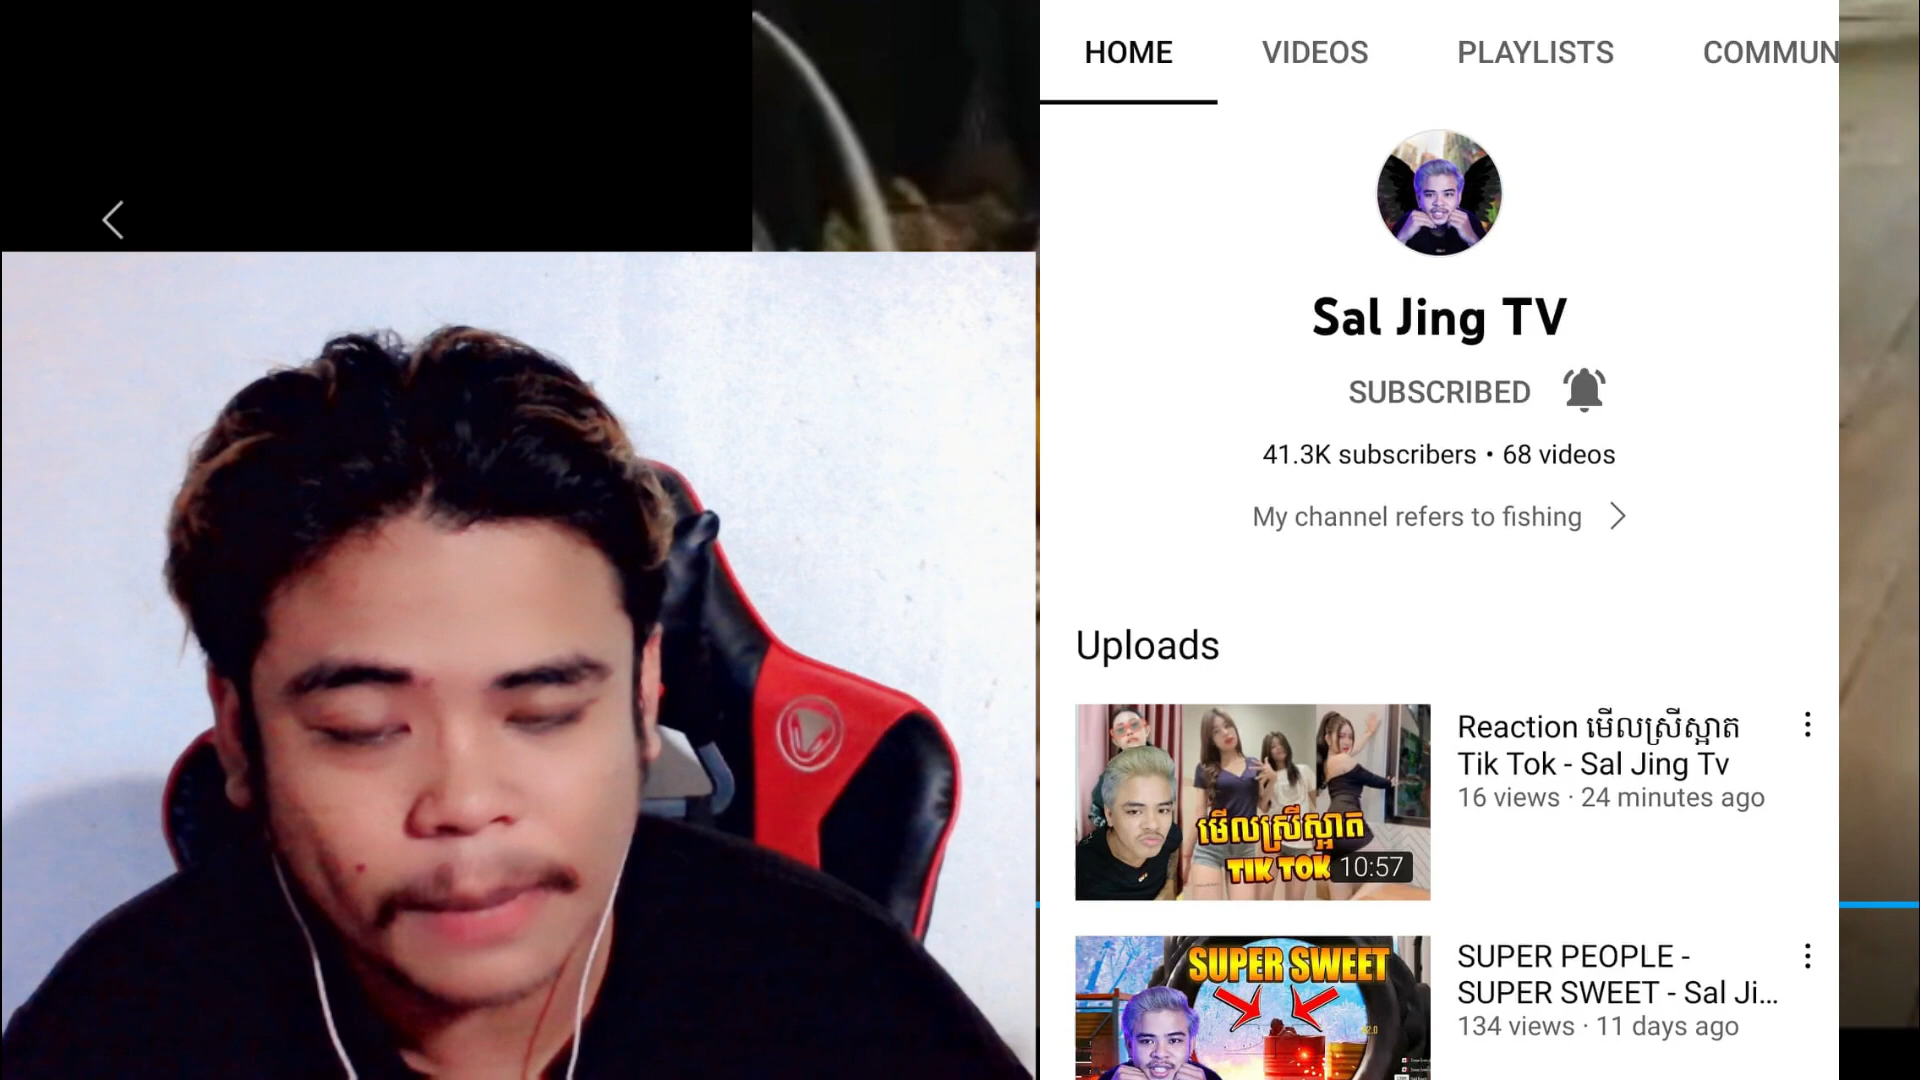 HOME VIDEOS PLAYLISTS COMMUN
Sal Jing TV
SUBSCRIBED
41.3K subscribers • 68 videos
My channel refers to fishing
Uploads
Reaction មើលស្រីស្អាត
Tik Tok - Sal Jing Tv
16 views · 24 minutes ago
មើលស្រីស្អាត
TIK TOK
10:57
SUPER PEOPLE -
SUPER SWEET - Sal Ji...
134 views · 11 days ago
SUPER SWEET